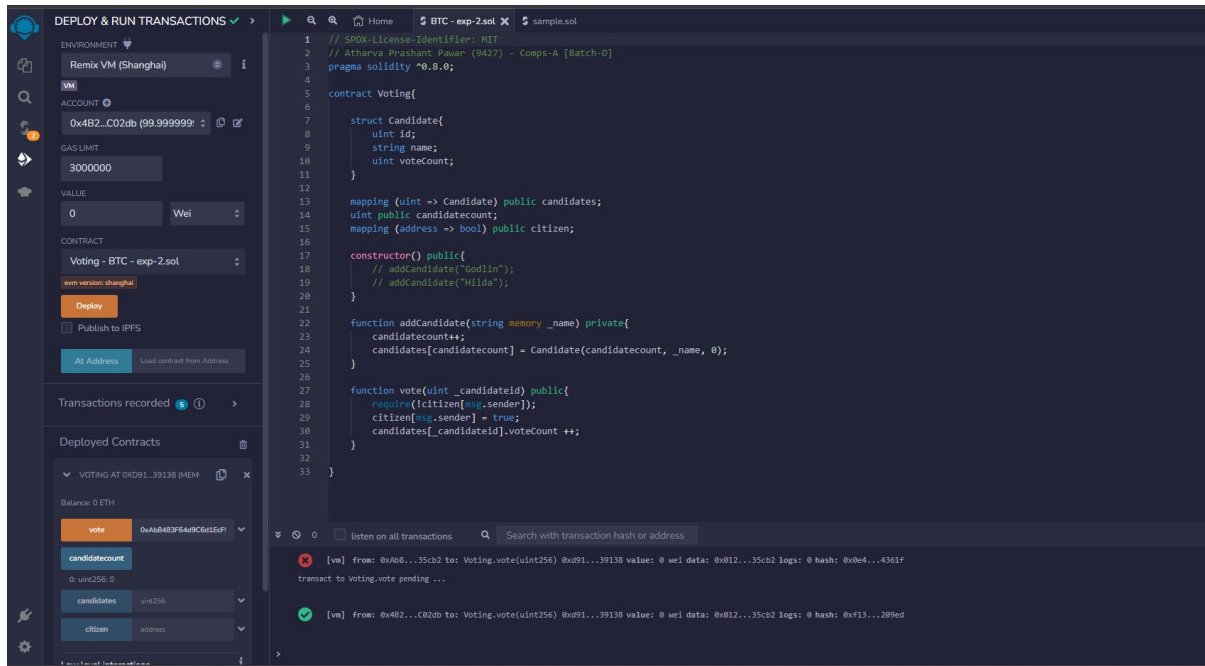 DEPLOY & RUN TRANSACTIONS
ENVIRONMENT
Remix VM (Shanghai)
VM
ACCOUNT
0x4B2...C02db (99.999999
GAS LIMIT
3000000
VALUE
0
Wei
CONTRACT
Voting - BTC - exp-2.sol
evm version: shanghai
Deploy
Publish to IPFS
At Address
Load contract from Address
Transactions recorded 5
Deployed Contracts
VOTING AT 0XD91...39138 (MEM
Balance: 0 ETH
vote
0xAb8483F64d9C6d1EcF
candidatecount
0: uint256: 0
candidates
uint256
citizen
address
Low level interactions
Home
BTC - exp-2.sol
sample.sol
1 // SPDX-License-Identifier: MIT
2 // Atharva Prashant Pawar (9427) - Comps-A [Batch-D]
3 pragma solidity ^0.8.0;
4
5 contract Voting{
6
7 struct Candidate{
8 uint id;
9 string name;
10 uint voteCount;
11 }
12
13 mapping (uint => Candidate) public candidates;
14 uint public candidatecount;
15 mapping (address => bool) public citizen;
16
17 constructor() public{
18 // addCandidate("Godlin");
19 // addCandidate("Hilda");
20 }
21
22 function addCandidate(string memory _name) private{
23 candidatecount++;
24 candidates[candidatecount] = Candidate(candidatecount, _name, 0);
25 }
26
27 function vote(uint _candidateid) public{
28 require(!citizen[msg.sender]);
29 citizen[msg.sender] = true;
30 candidates[_candidateid].voteCount ++;
31 }
32
33 }
0
listen on all transactions
Search with transaction hash or address
[vm] from: 0xAb8...35cb2 to: Voting.vote(uint256) 0xd91...39138 value: 0 wei data: 0x012...35cb2 logs: 0 hash: 0x0e4...4361f
transact to Voting.vote pending ...
[vm] from: 0x4B2...C02db to: Voting.vote(uint256) 0xd91...39138 value: 0 wei data: 0x012...35cb2 logs: 0 hash: 0xf13...209ed
>